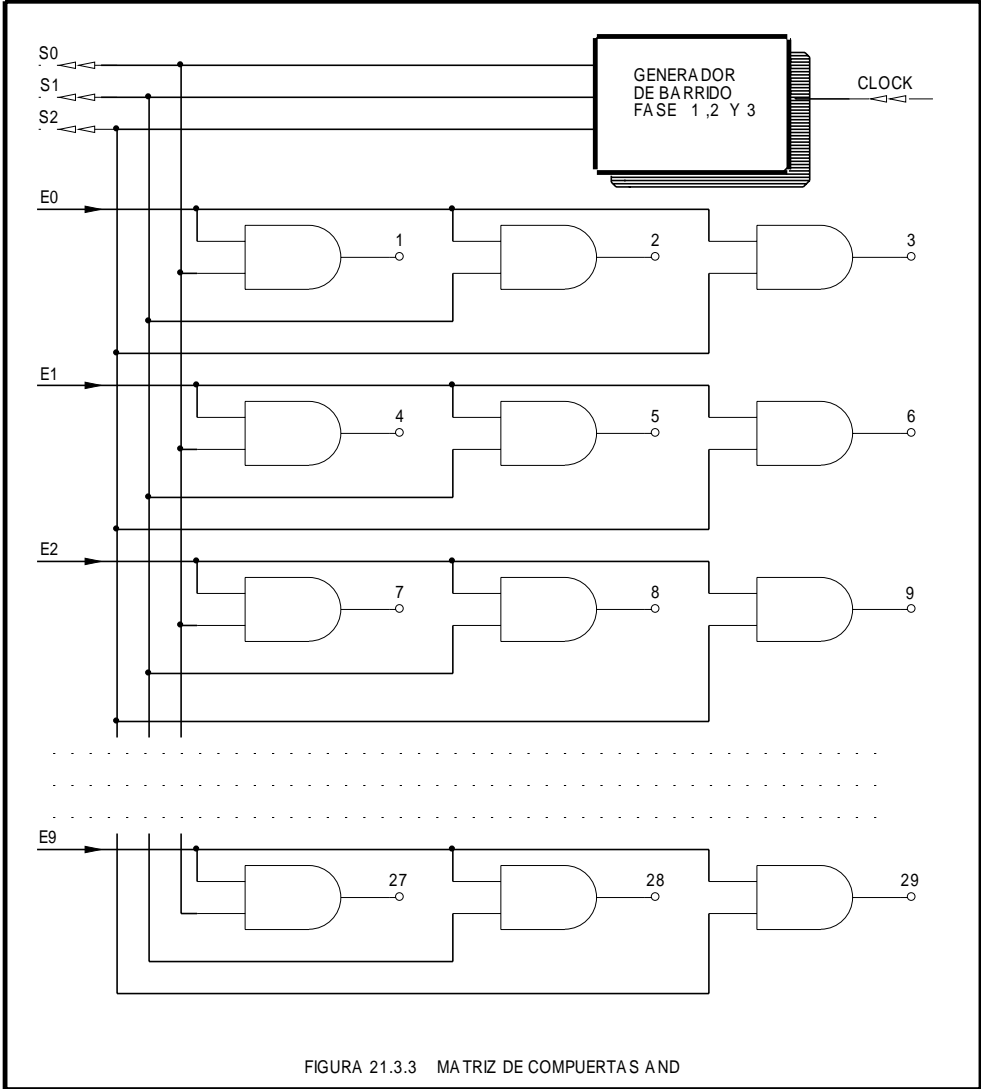 S0
S1
S2
GENERADOR
DE BARRIDO
FASE 1 ,2 Y 3
CLOCK
E0
1
2
3
E1
4
5
6
E2
7
8
9
E9
27
28
29
FIGURA 21.3.3 MATRIZ DE COMPUERTAS AND